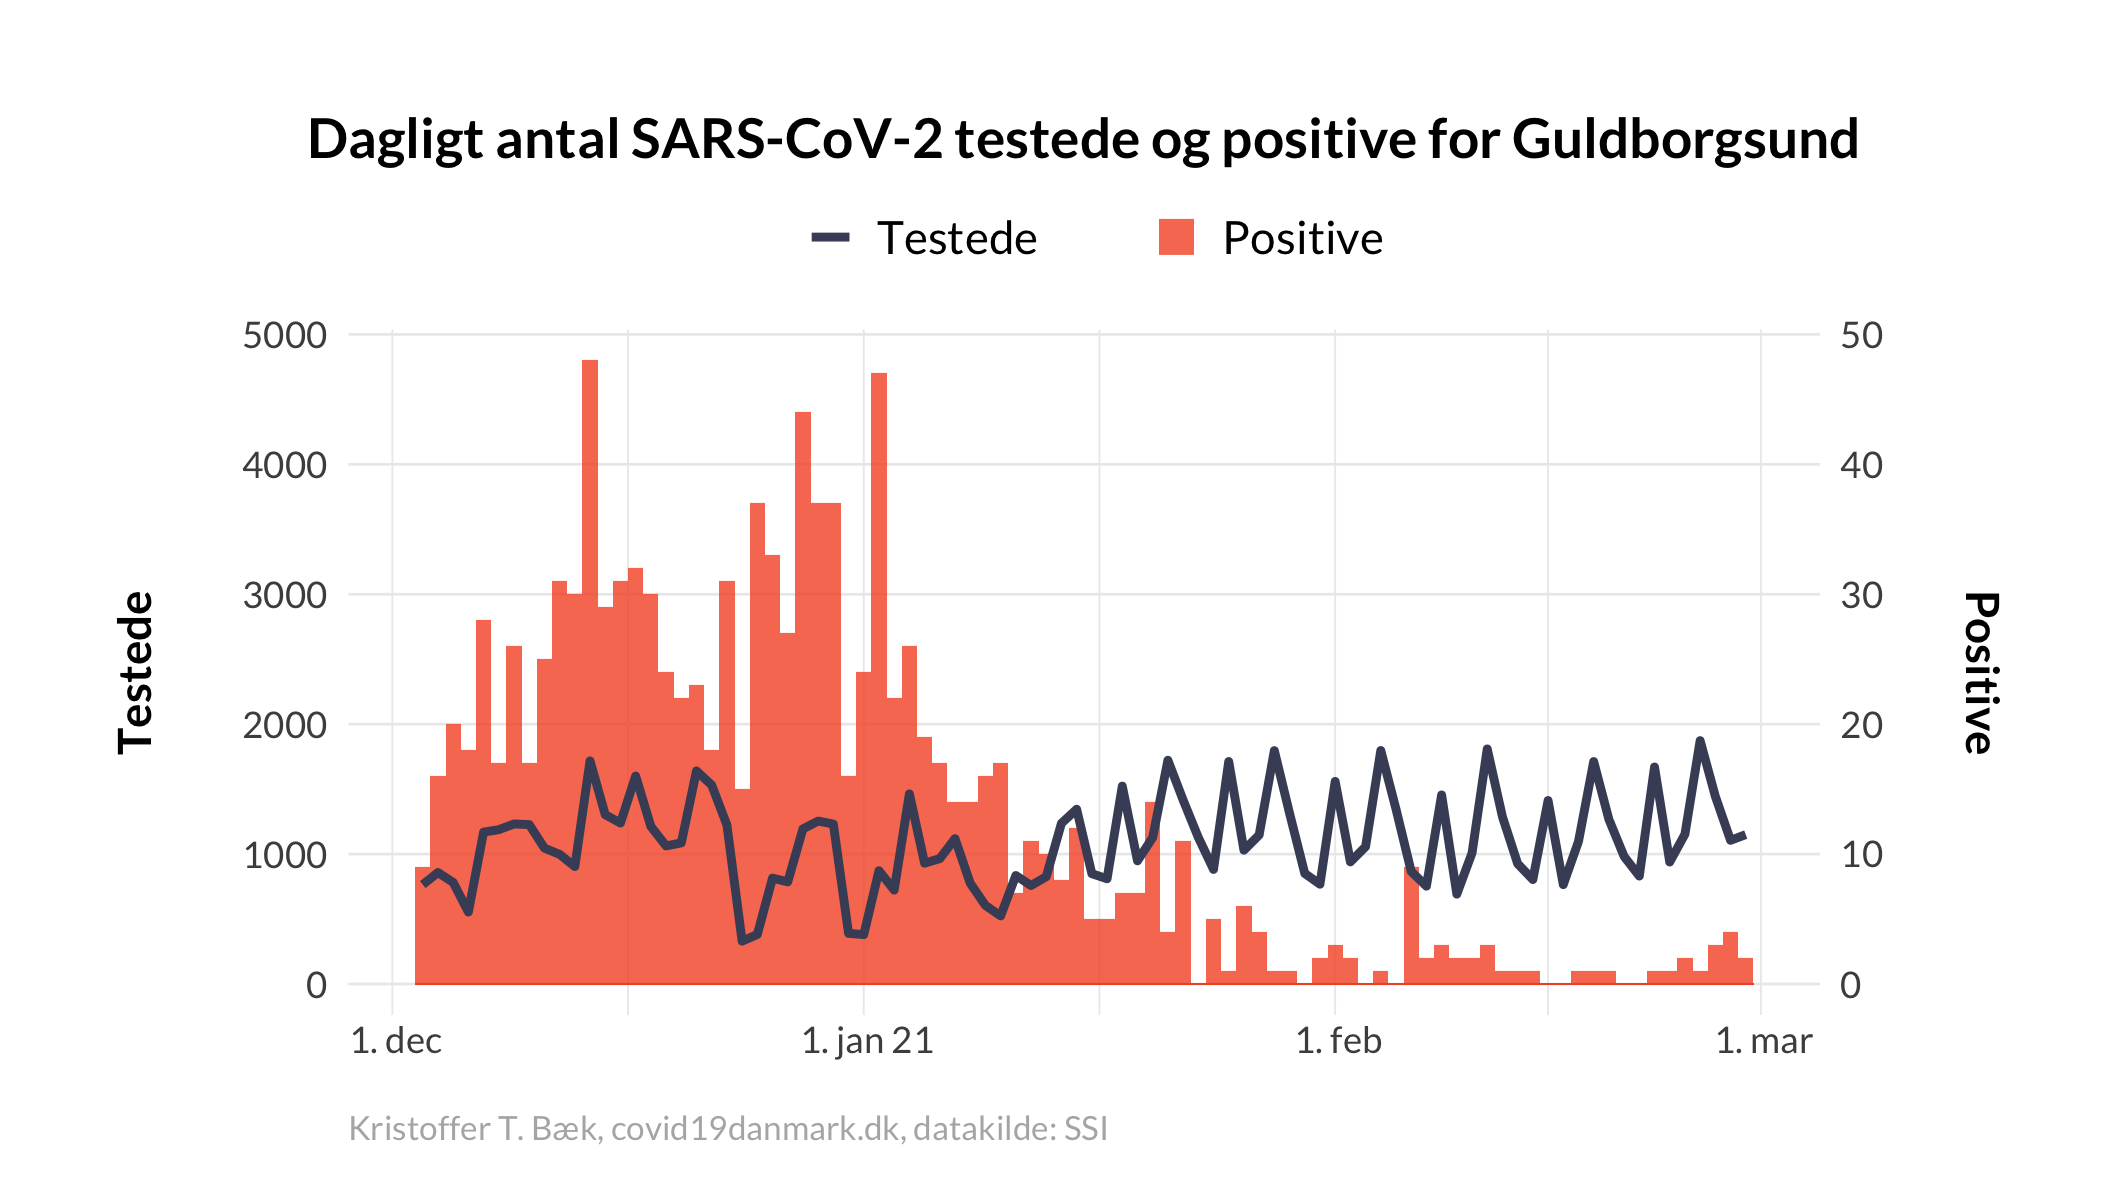 Dagligt antal SARS-CoV-2 testede og positive for Guldborgsund
Testede
Positive
5000
4000
3000
2000
1000
0
50
40
30
20
10
0
Testede
Positive
1. dec
1. jan 21
1. feb
1. mar
Kristoffer T. Bæk, covid19danmark.dk, datakilde: SSI